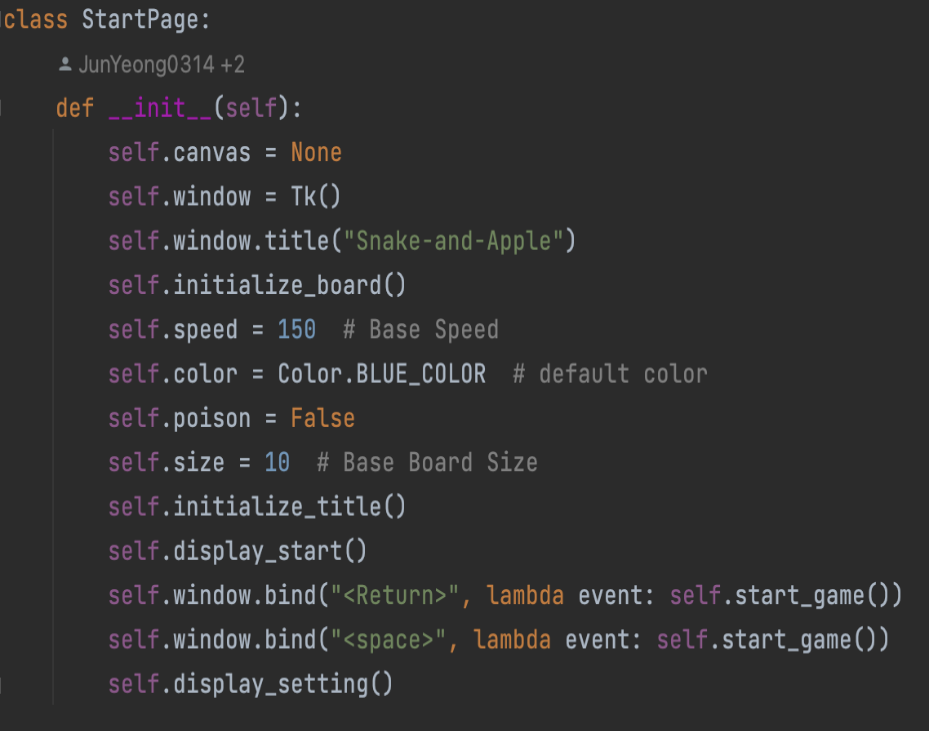 class StartPage:
JunYeong0314 +2
def __init__(self):
self.canvas = None
self.window = Tk()
self.window.title("Snake-and-Apple")
self.initialize_board()
self.speed = 150  # Base Speed
self.color = Color.BLUE_COLOR  # default color
self.poison = False
self.size = 10  # Base Board Size
self.initialize_title()
self.display_start()
self.window.bind("<Return>", lambda event: self.start_game())
self.window.bind("<space>", lambda event: self.start_game())
self.display_setting()